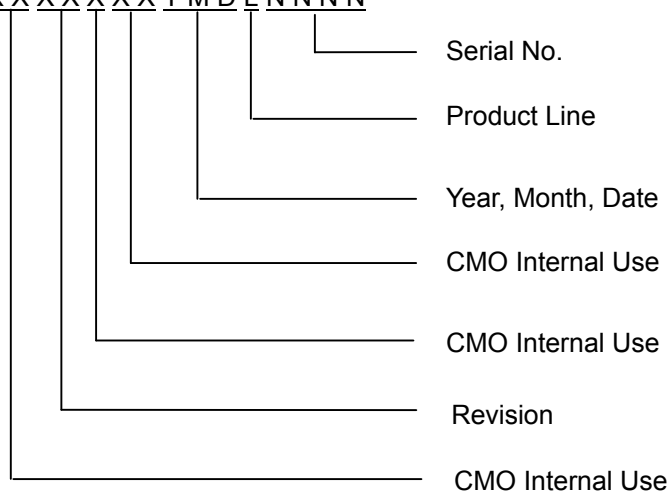 X X X X X X X Y M D L N N N N
Serial No.
Product Line
Year, Month, Date
CMO Internal Use
CMO Internal Use
Revision
CMO Internal Use